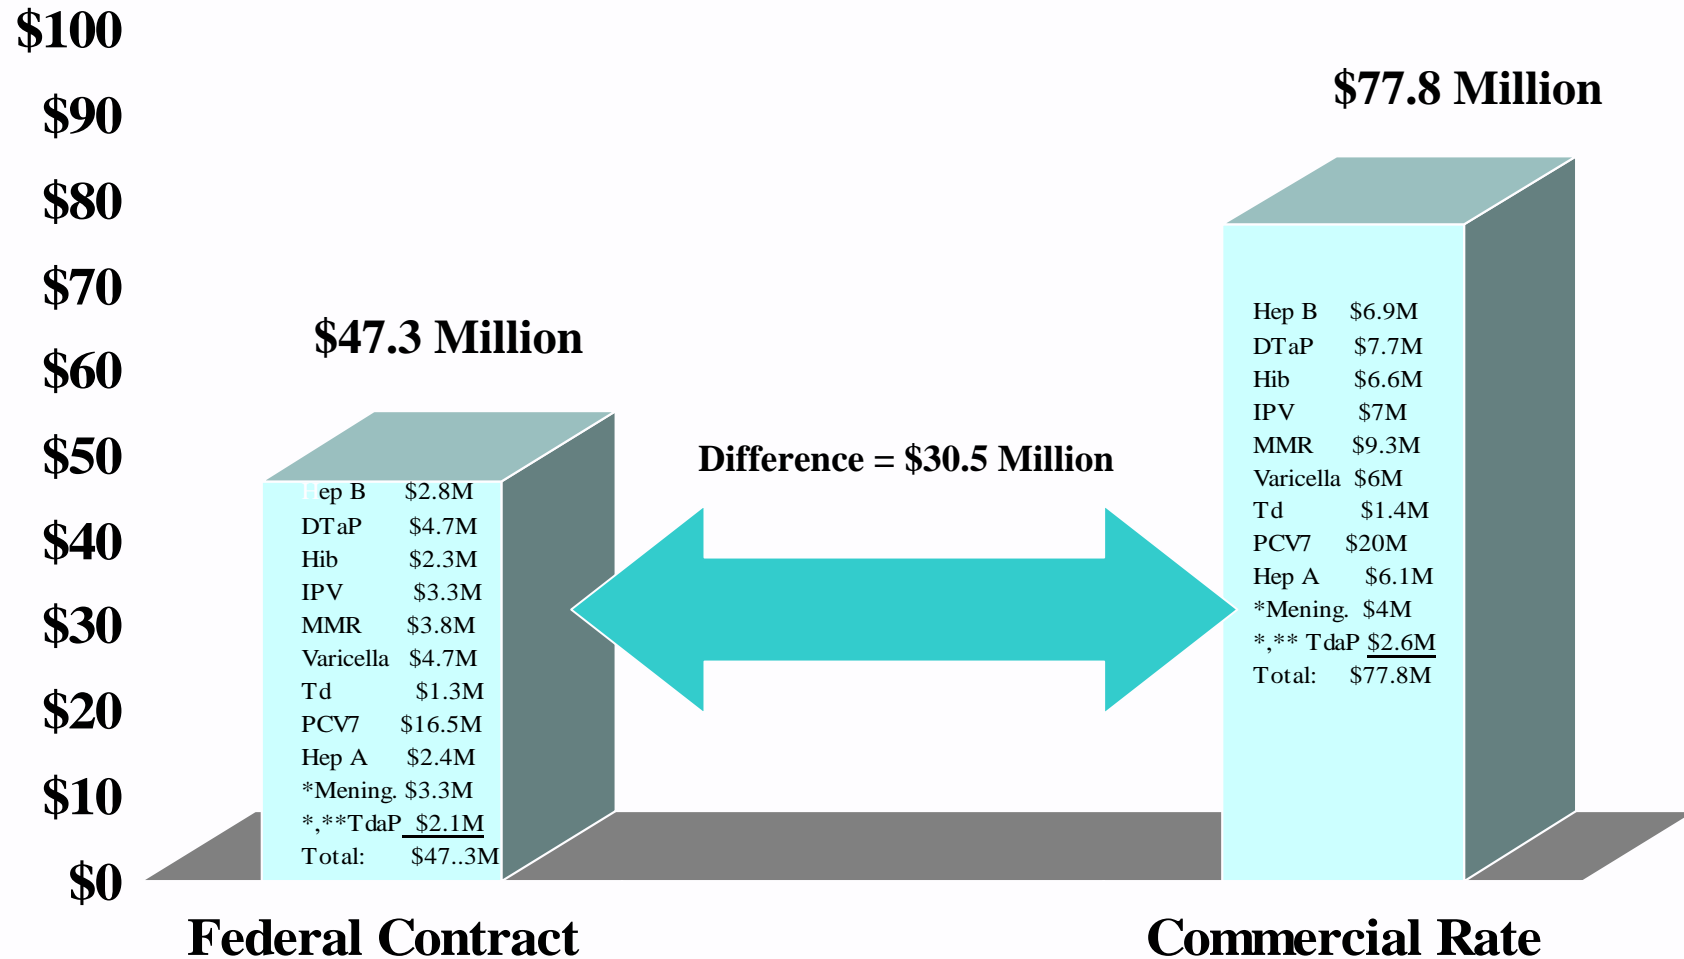 $100
$90
$80
$70
$60
$50
$40
$30
$20
$10
$0
$47.3 Million
Hep B $2.8M
DTaP $4.7M
Hib $2.3M
IPV $3.3M
MMR $3.8M
Varicella $4.7M
Td $1.3M
PCV7 $16.5M
Hep A $2.4M
*Mening. $3.3M
*,**TdaP $2.1M
Total: $47..3M
Difference = $30.5 Million
$77.8 Million
Hep B $6.9M
DTaP $7.7M
Hib $6.6M
IPV $7M
MMR $9.3M
Varicella $6M
Td $1.4M
PCV7 $20M
Hep A $6.1M
*Mening. $4M
*,** TdaP $2.6M
Total: $77.8M
Federal Contract
Commercial Rate